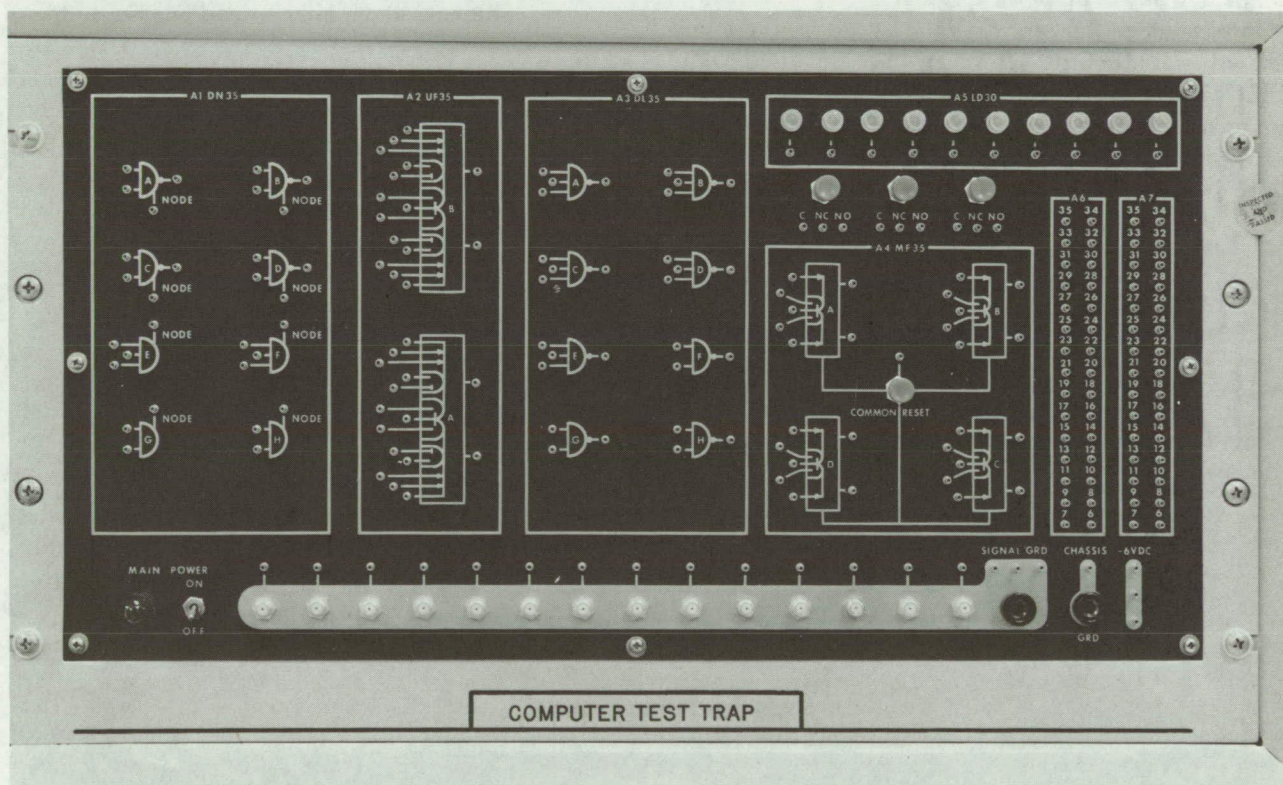 A1 DN35
A
NODE
B
NODE
C
NODE
D
NODE
E
NODE
F
NODE
G
NODE
H
NODE
A2 UF35
B
A
A3 DL35
A
B
C
D
E
F
G
H
A5 LD30
C NC NO
C NC NO
C NC NO
A4 MF35
A
B
COMMON RESET
D
C
A6
35 34
33 32
31 30
29 28
27 26
25 24
23 22
21 20
19 18
17 16
15 14
13 12
11 10
9 8
7 6
A7
35 34
33 32
31 30
29 28
27 26
25 24
23 22
21 20
19 18
17 16
15 14
13 12
11 10
9 8
7 6
INSPECTED
AND
PASSED
MAIN POWER
ON
OFF
SIGNAL GRD
CHASSIS
GRD
-6VDC
COMPUTER TEST TRAP